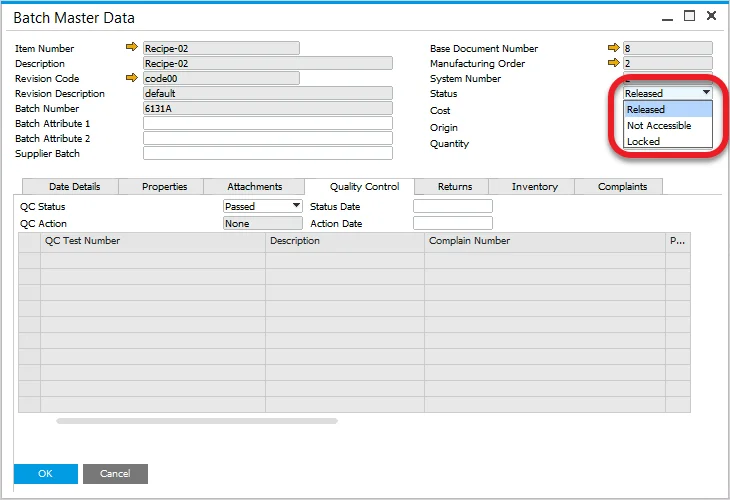 Batch Master Data
Item Number Recipe-02
Description Recipe-02
Revision Code code00
Revision Description default
Batch Number 6131A
Batch Attribute 1
Batch Attribute 2
Supplier Batch
Base Document Number 8
Manufacturing Order 2
System Number
Status Released
Cost Released
Origin Not Accessible
Quantity Locked
Date Details Properties Attachments Quality Control Returns Inventory Complaints
QC Status Passed Status Date
QC Action None Action Date
QC Test Number Description Complain Number P...
OK Cancel